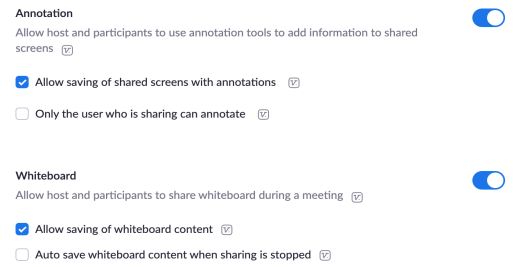 Annotation
Allow host and participants to use annotation tools to add information to shared
screens
Allow saving of shared screens with annotations
Only the user who is sharing can annotate
Whiteboard
Allow host and participants to share whiteboard during a meeting
Allow saving of whiteboard content
Auto save whiteboard content when sharing is stopped